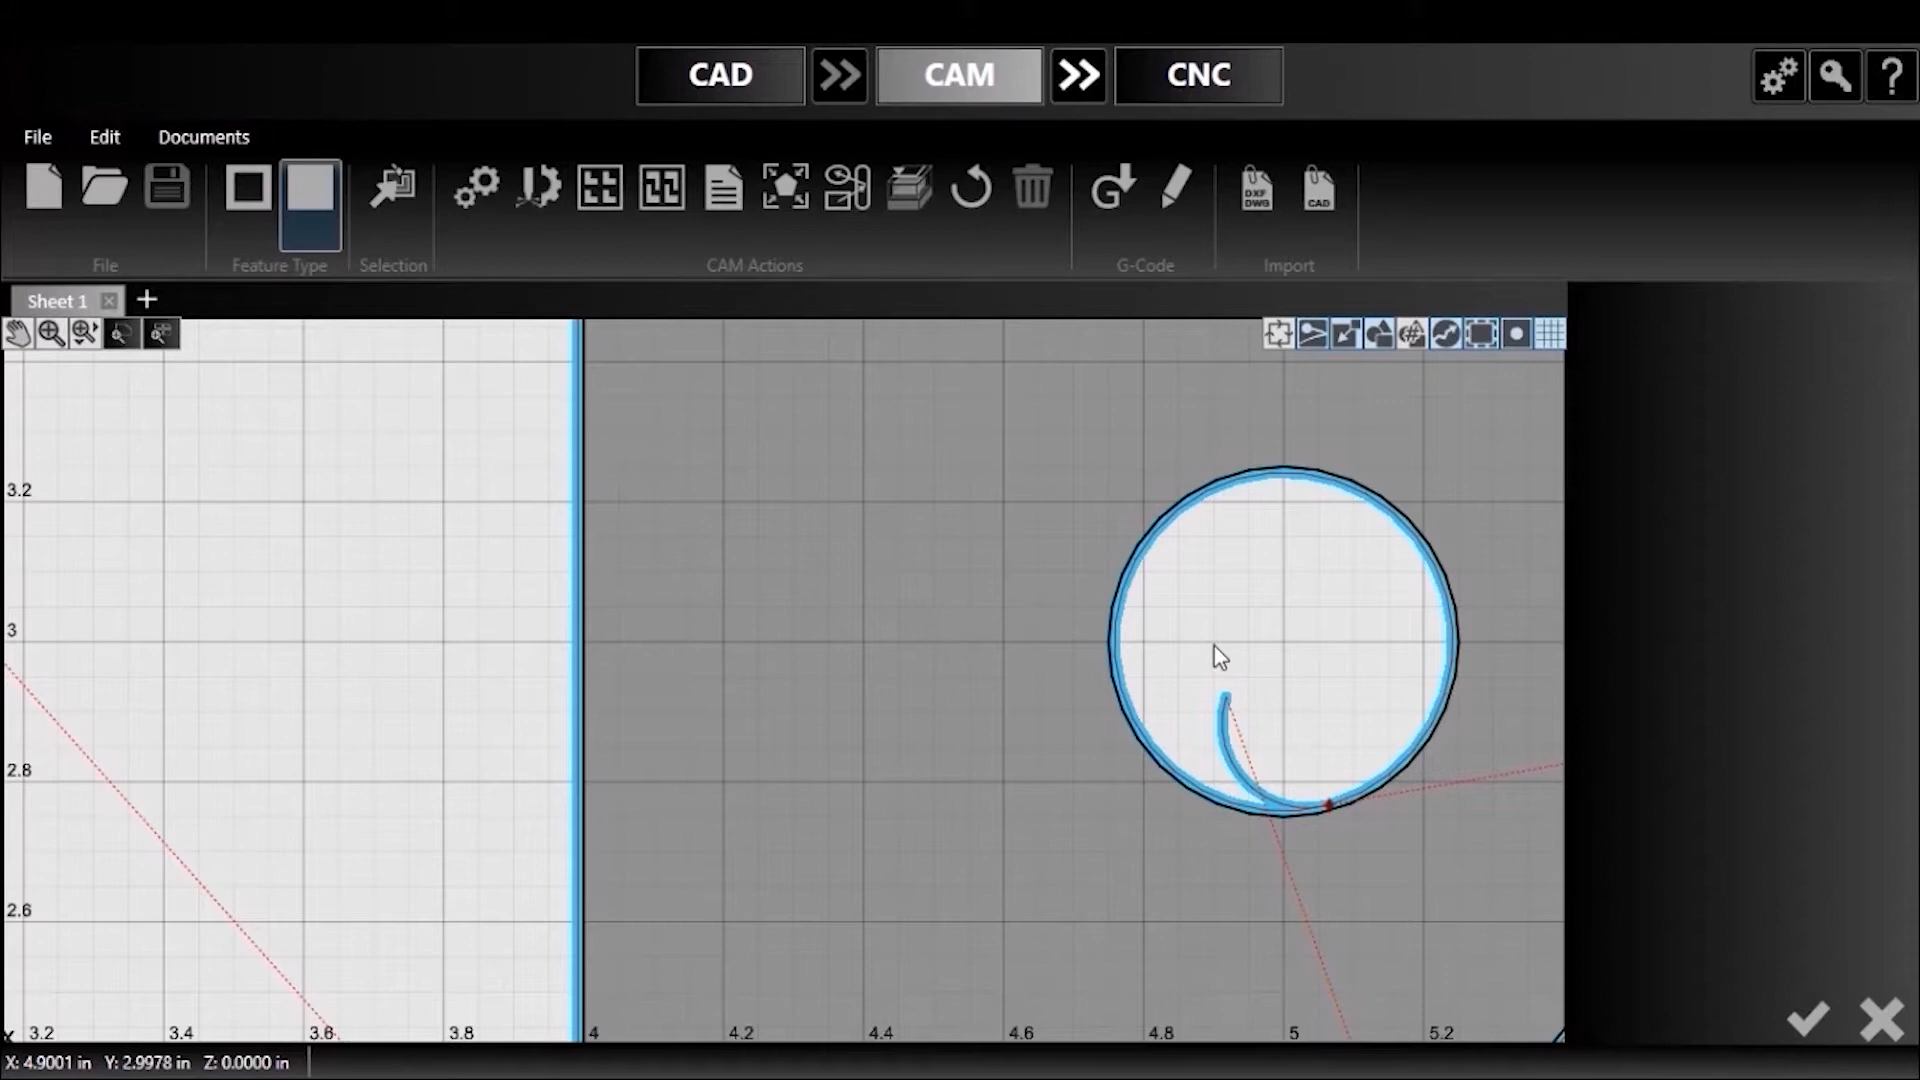 CAD >> CAM >> CNC ?
File Edit Documents
G DXF DWG CAD
File Feature Type Selection CAM Actions G-Code Import
Sheet 1 +
3.2
3
2.8
2.6
3.2 3.4 3.6 3.8 4 4.2 4.4 4.6 4.8 5 5.2
X: 4.9001 in Y: 2.9978 in Z: 0.0000 in